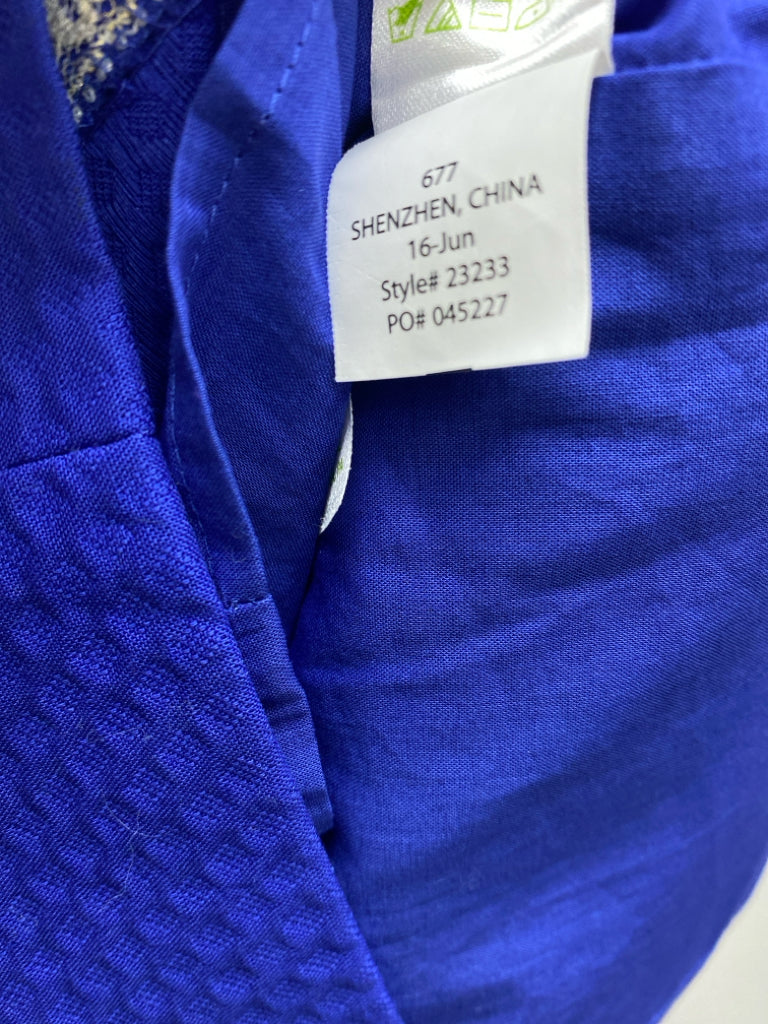 677
SHENZHEN, CHINA
16-Jun
Style# 23233
PO# 045227